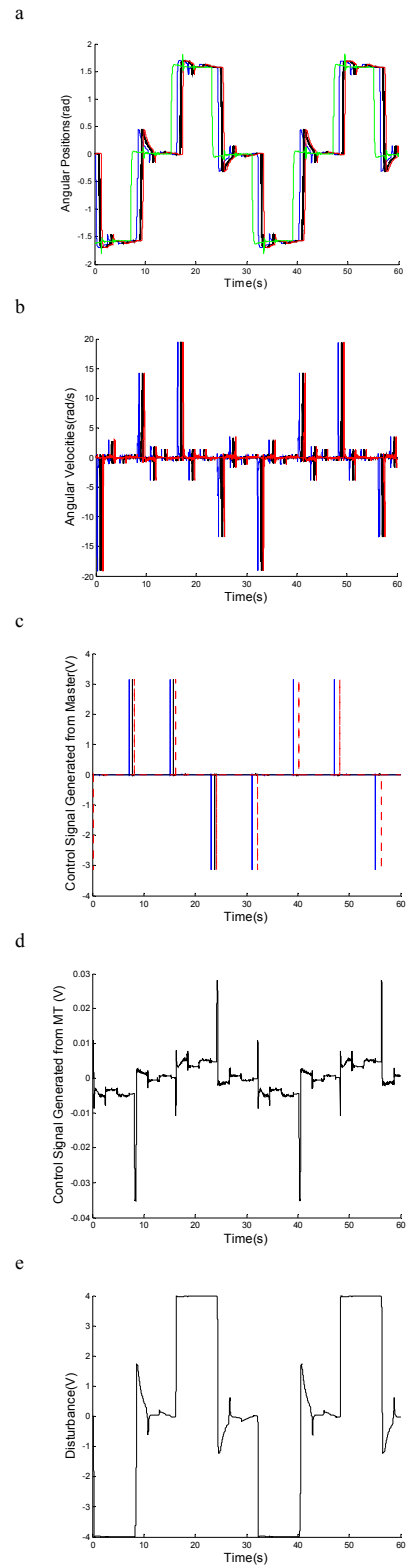 a
2
1.5
1
0.5
0
-0.5
-1
-1.5
-2
Angular Positions(rad)
0 10 20 30 40 50 60
Time(s)
b
20
15
10
5
0
-5
-10
-15
-20
Angular Velocities(rad/s)
0 10 20 30 40 50 60
Time(s)
c
4
3
2
1
0
-1
-2
-3
-4
Control Signal Generated from Master(V)
0 10 20 30 40 50 60
Time(s)
d
0.03
0.02
0.01
0
-0.01
-0.02
-0.03
-0.04
Control Signal Generated from MT (V)
0 10 20 30 40 50 60
Time(s)
e
4
3
2
1
0
-1
-2
-3
-4
Disturbance(V)
0 10 20 30 40 50 60
Time(s)